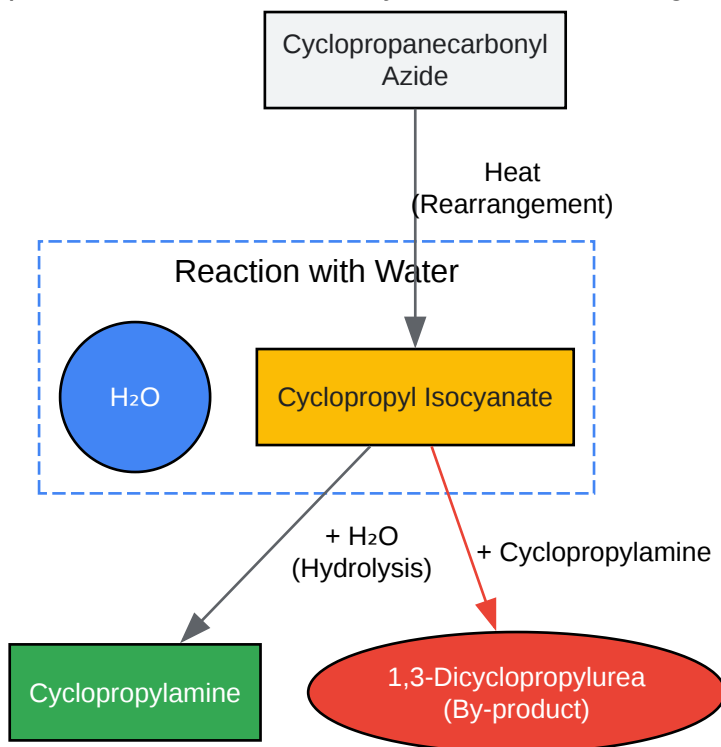 Cyclopropanecarbonyl
Azide
Heat
(Rearrangement)
Reaction with Water
H₂O
Cyclopropyl Isocyanate
+ H₂O
(Hydrolysis)
+ Cyclopropylamine
Cyclopropylamine
1,3-Dicyclopropylurea
(By-product)